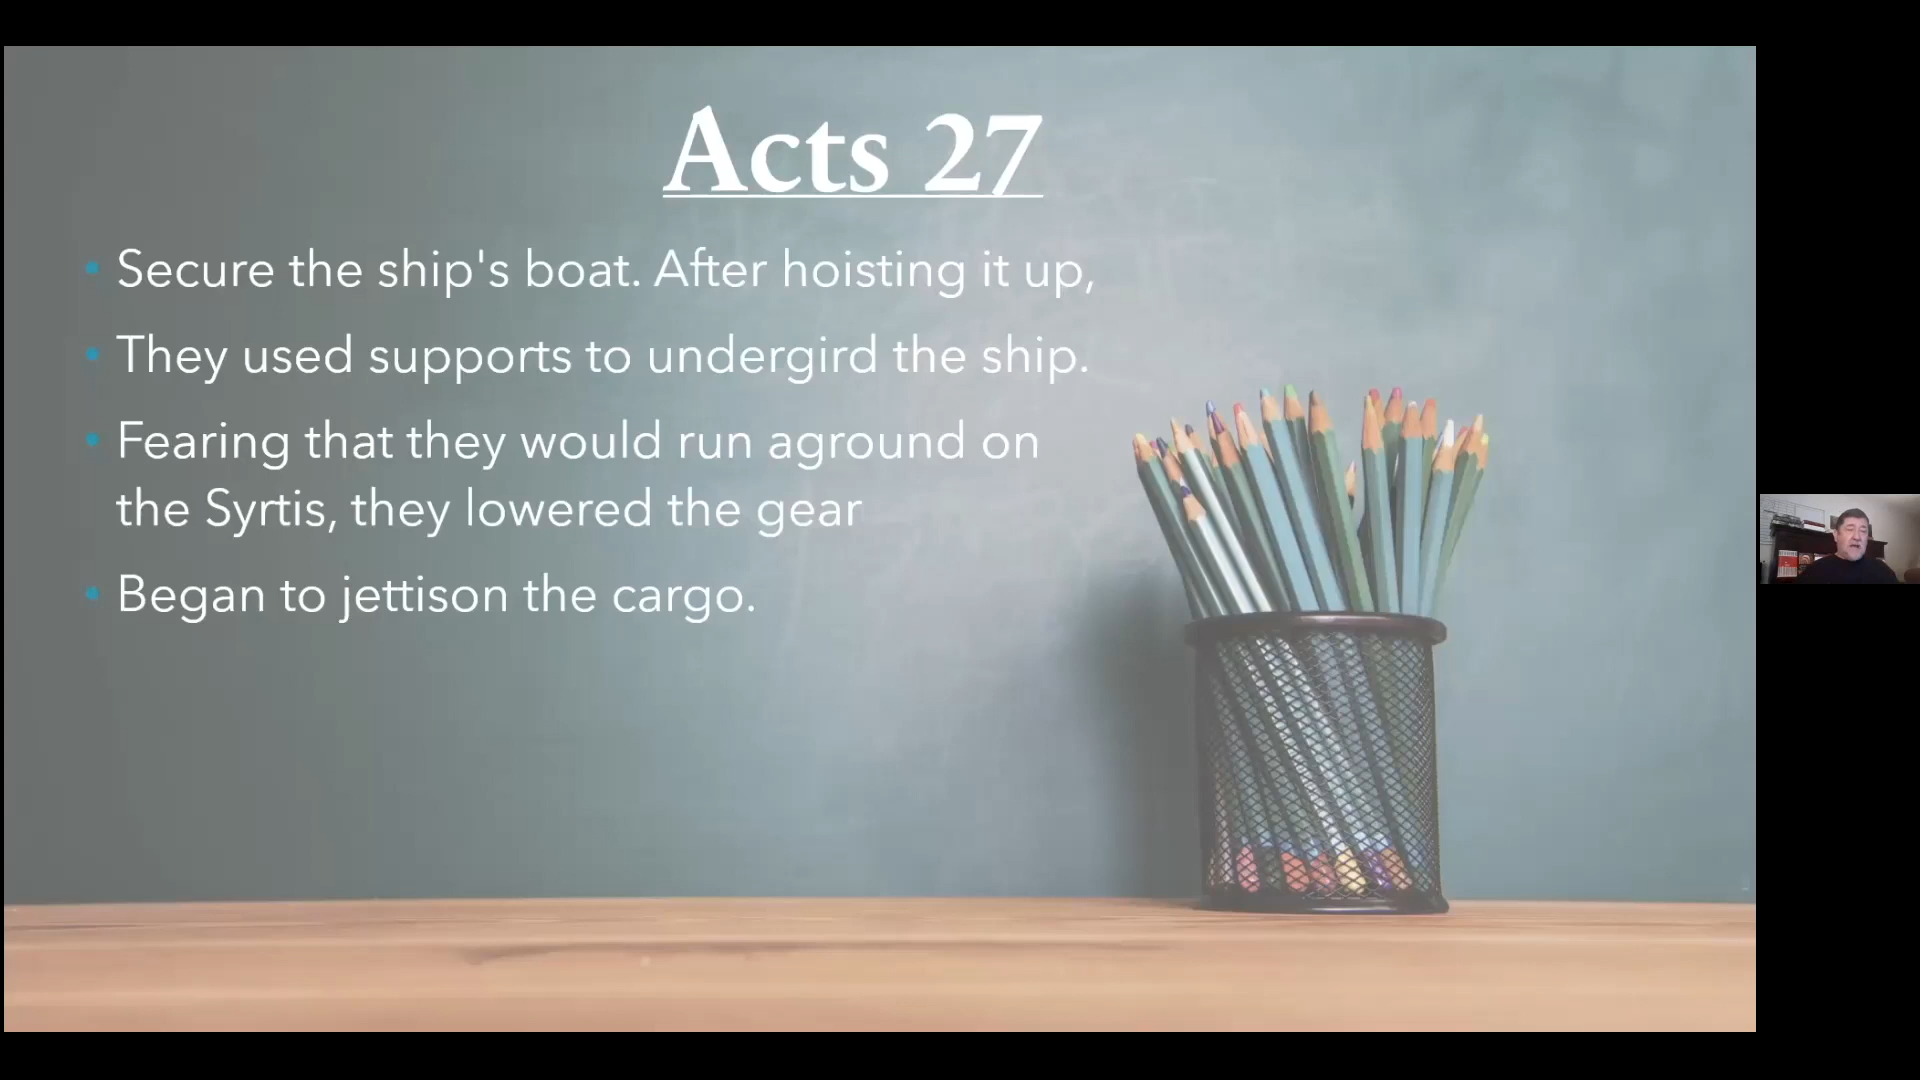 Acts 27
• Secure the ship's boat. After hoisting it up,
• They used supports to undergird the ship.
• Fearing that they would run aground on
the Syrtis, they lowered the gear
• Began to jettison the cargo.